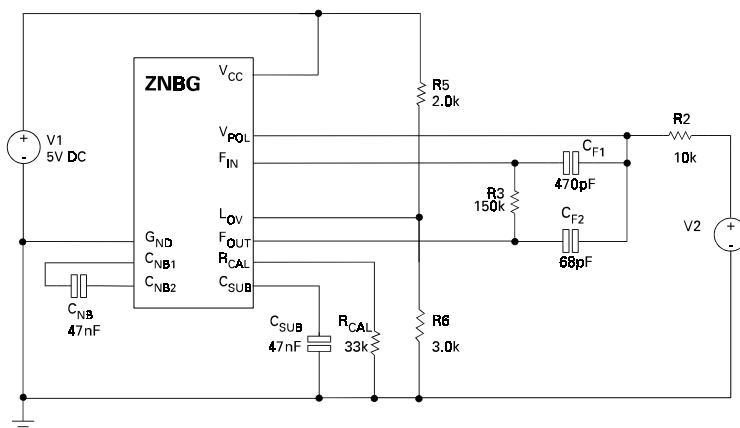 ZNBG
VCC
R5
2.0k
V1
5V DC
+
-
VPOL
FIN
R2
10k
CF1
470pF
R3
150k
CF2
68pF
V2
+
-
LOV
GND
FOUT
CNB1
RCAL
CNB2
CSUB
CNB
47nF
CSUB
47nF
RCAL
33k
R6
3.0k